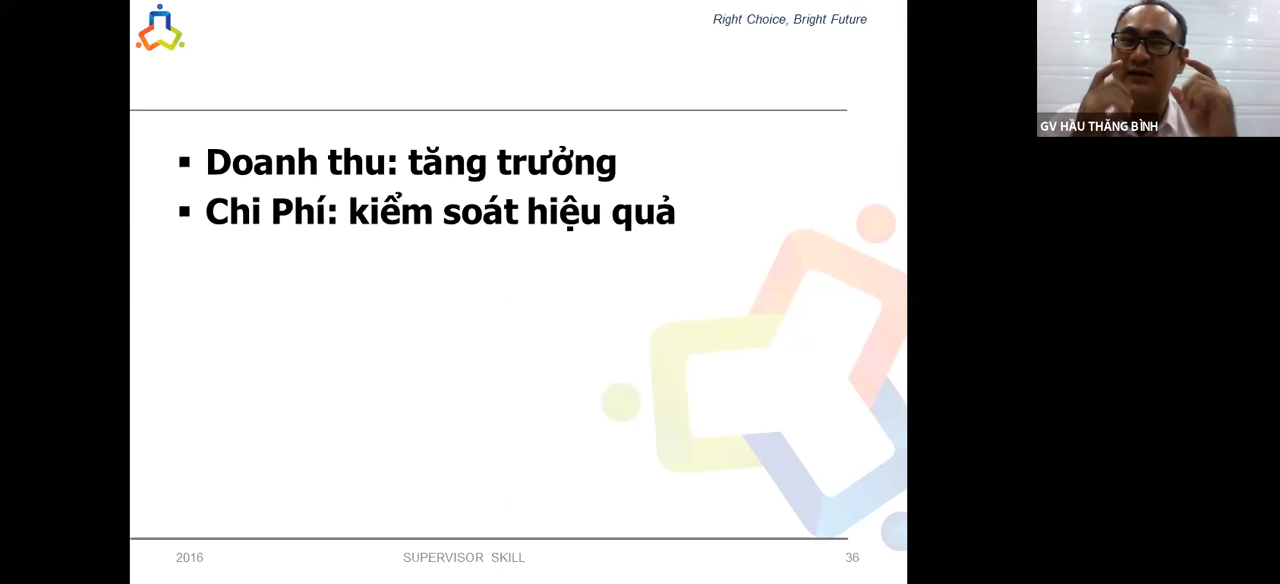 Right Choice, Bright Future
GV HẦU THĂNG BÌNH
▪ Doanh thu: tăng trưởng
▪ Chi Phí: kiểm soát hiệu quả
2016 SUPERVISOR SKILL 36